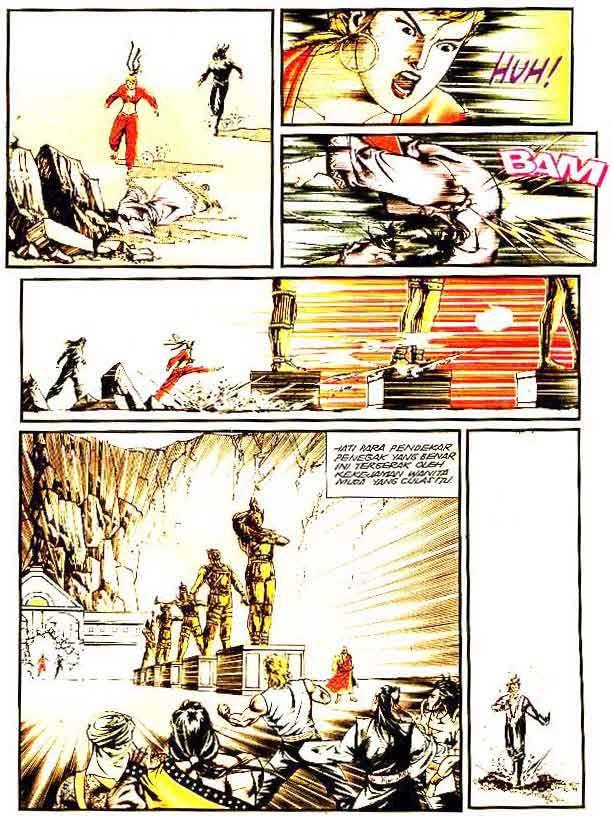 HUH!
BAM
HATI PARA PENDEKAR
PENEGAK YANG BENAR
INI TERGERAK OLEH
KEKEJAMAN WANITA
MUDA YANG CULAS ITU.